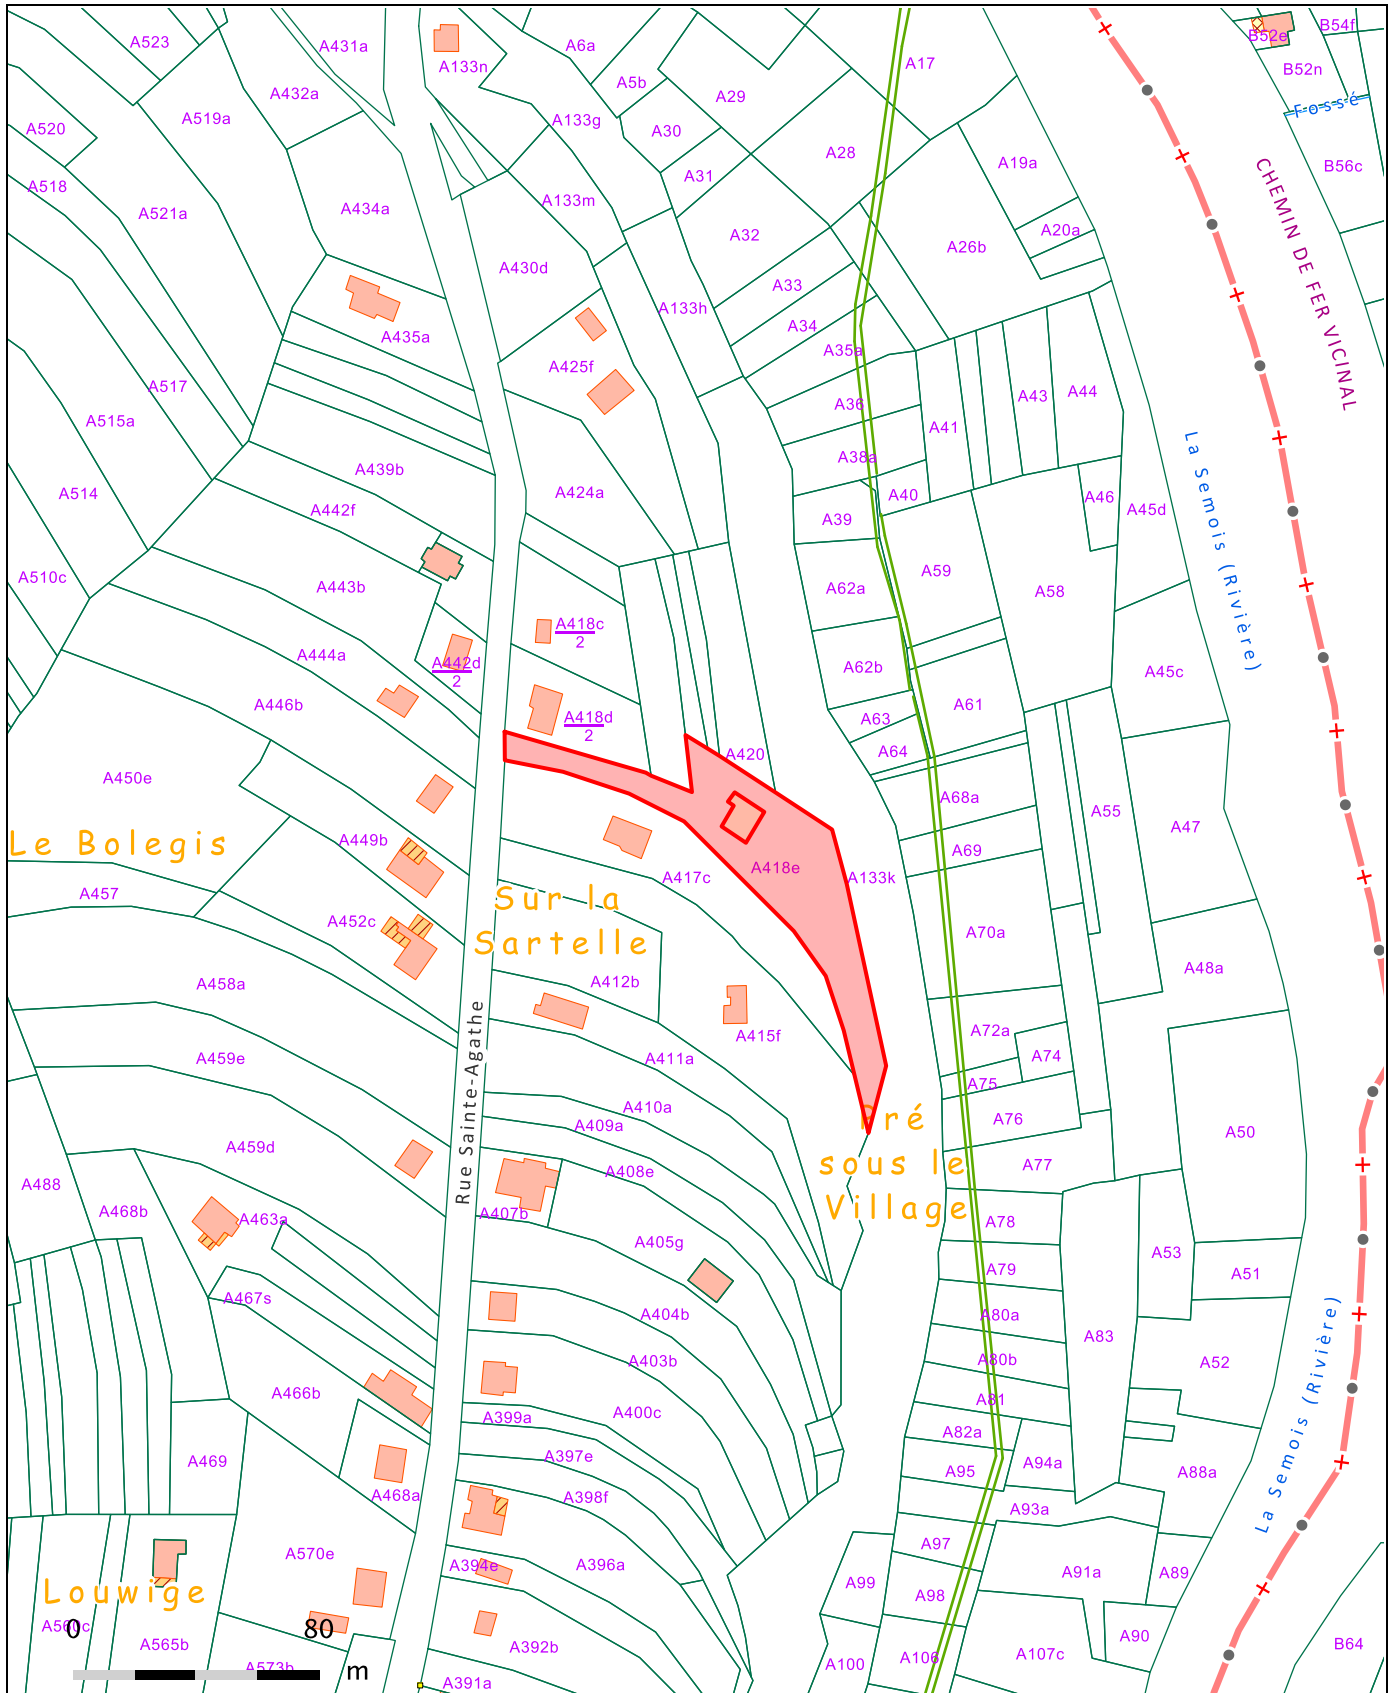 A523
A431a
A133n
A6a
A17
B52e
B54f
B52n
A5b
A29
A432a
A519a
A520
A133g
A30
A28
Fossé
A19a
B56c
A518
A31
A521a
A434a
A133m
A32
A26b
A20a
CHEMIN DE FER VICINAL
A430d
A33
A133h
A34
A435a
A35a
A425f
A517
A36
A43
A44
A515a
A41
A38a
A439b
A514
A424a
A40
A46
A442f
A39
A45d
La Semois (Rivière)
A510c
A443b
A62a
A59
A58
A418c
2
A444a
A442d
2
A62b
A45c
A446b
A418d
2
A63
A61
A64
A420
A450e
A68a
A55
A47
Le Bolegis
A449b
A69
A418e
A417c
A133k
A457
Sur la
Sartelle
A452c
A70a
A48a
A458a
A412b
A415f
A72a
A459e
A411a
A74
A75
Rue Sainte-Agathe
A410a
A409a
Pré
sous le
Village
A76
A50
A459d
A408e
A77
A488
A468b
A463a
A407b
A78
A405g
A53
A79
A51
A467s
A404b
A80a
A83
A403b
A80b
A52
La Semois (Rivière)
A466b
A81
A399a
A400c
A82a
A469
A397e
A95
A94a
A88a
A468a
A398f
A93a
A97
A570e
A394e
A396a
A99
A91a
A89
Louwige
A98
A560c
0
80
A565b
A392b
A90
B64
A106
A107c
A100
A573b
m
A391a